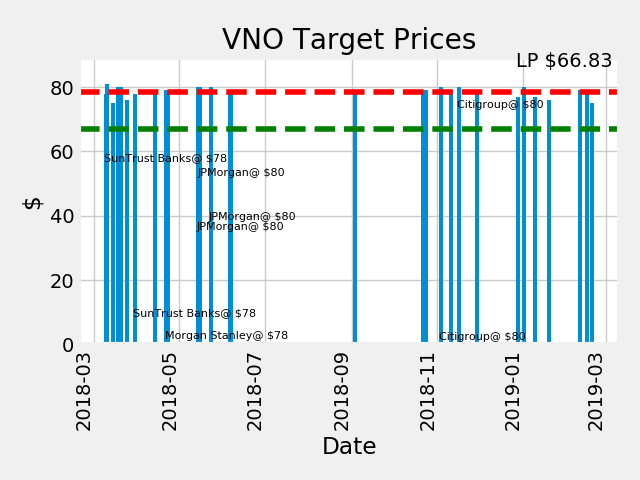 VNO Target Prices
LP $66.83
80
Citigroup@ $80
60
SunTrust Banks@ $78
JPMorgan@ $80
$
40
JPMorgan@ $80
JPMorgan@ $80
20
SunTrust Banks@ $78
Morgan Stanley@ $78
Citigroup@ $80
0
2018-03
2018-05
2018-07
2018-09
2018-11
2019-01
2019-03
Date